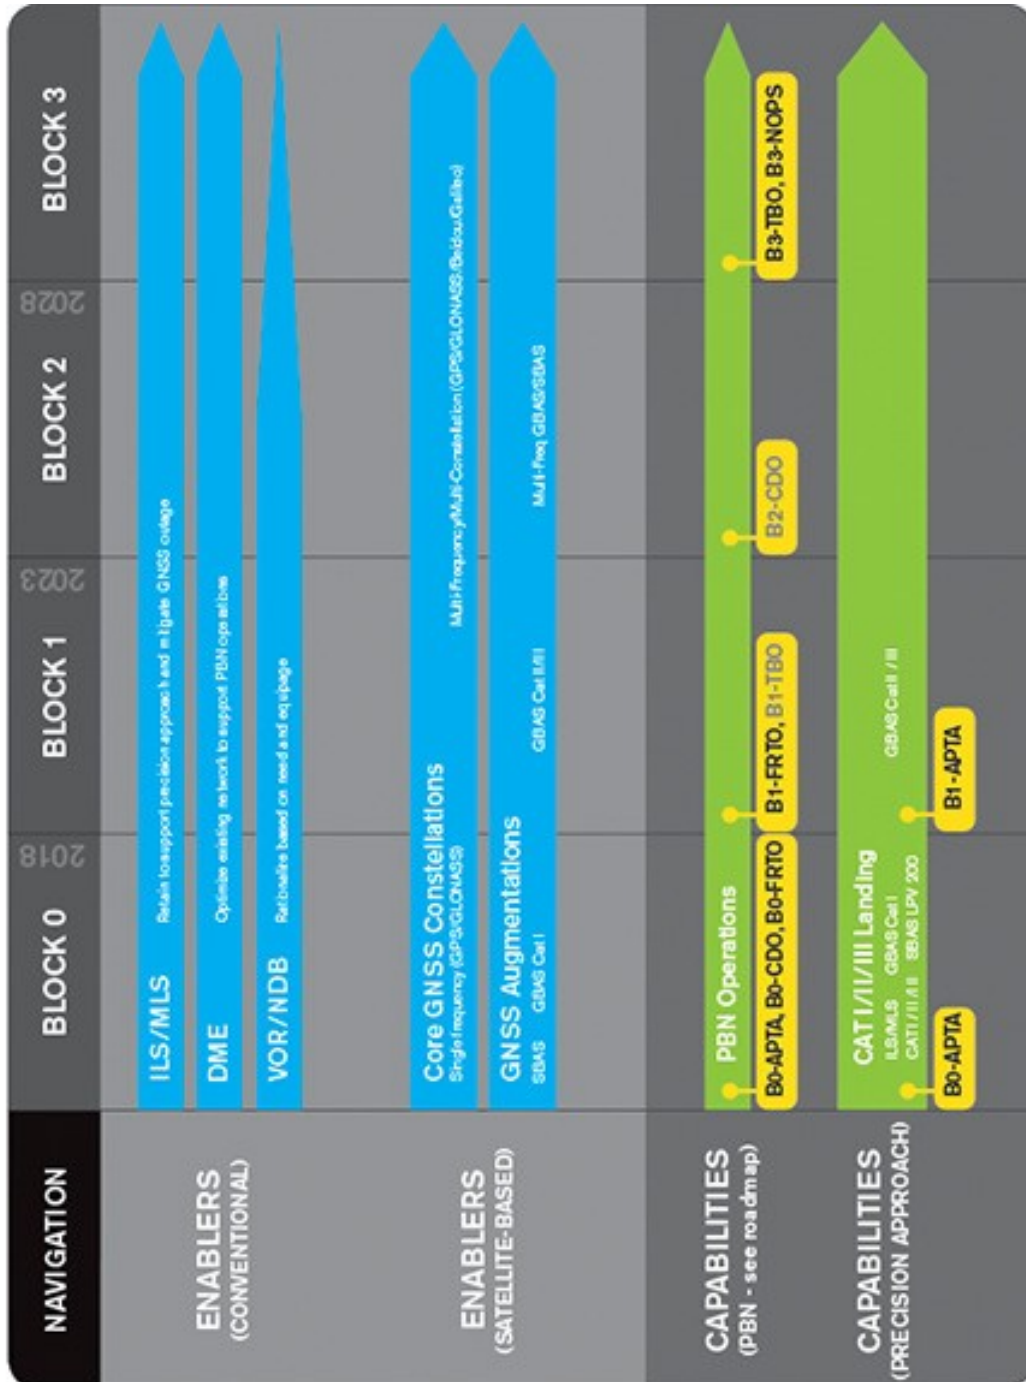 NAVIGATION
BLOCK 0
2018
BLOCK 1
2023
BLOCK 2
2028
BLOCK 3
ENABLERS
(CONVENTIONAL)
ILS/MLS
Retain to support precision approach and mitigate GNSS outage
DME
Optimize existing network to support PBN operations
VOR/NDB
Rationalize based on need and equipage
ENABLERS
(SATELLITE-BASED)
Core GNSS Constellations
Single frequency (GPS/GLONASS)
Multi-Frequency/Multi-Constellation (GPS/GLONASS/Beidou/Galileo)
GNSS Augmentations
SBAS GBAS Cat I
GBAS Cat II/III
Multi-Freq GBAS/SBAS
CAPABILITIES
(PBN - see roadmap)
PBN Operations
B0-APTA, B0-CDO, B0-FRTO
B1-FRTO, B1-TBO
B2-CDO
B3-TBO, B3-NOPS
CAPABILITIES
(PRECISION APPROACH)
CAT I/II/III Landing
ILS/MLS GBAS Cat I
CAT I / II / III SBAS LPV 200
GBAS Cat II / III
B0-APTA
B1-APTA